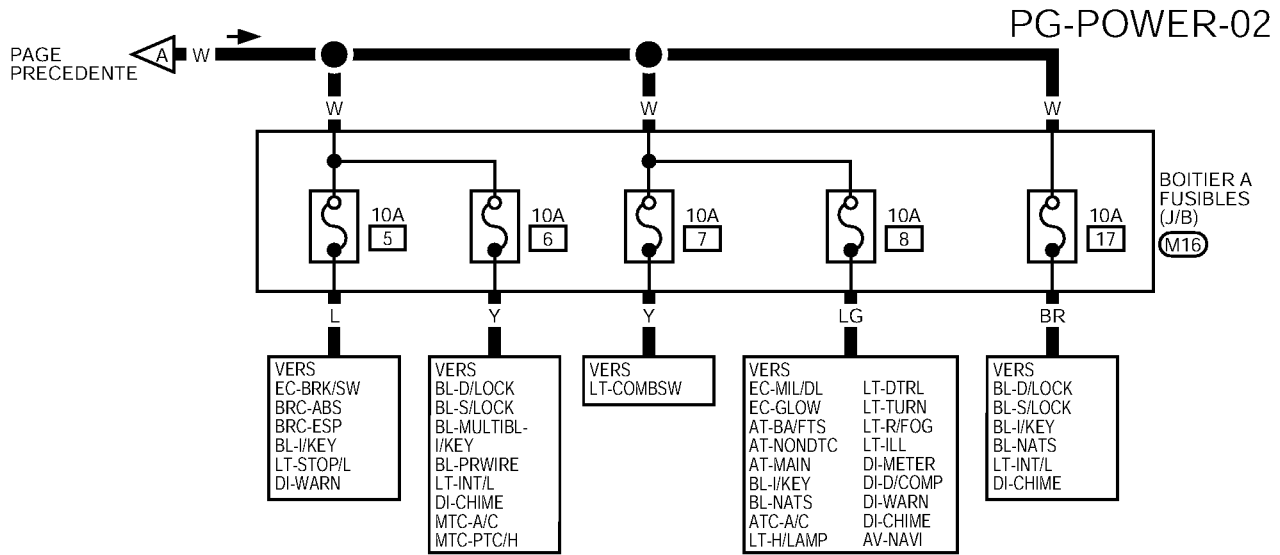 PG-POWER-02
PAGE
PRECEDENTE
A
W
W
W
W
10A
5
10A
6
10A
7
10A
8
10A
17
BOITIER A
FUSIBLES
(J/B)
M16
L
Y
Y
LG
BR
VERS
EC-BRK/SW
BRC-ABS
BRC-ESP
BL-I/KEY
LT-STOP/L
DI-WARN
VERS
BL-D/LOCK
BL-S/LOCK
BL-MULTIBL-
I/KEY
BL-PRWIRE
LT-INT/L
DI-CHIME
MTC-A/C
MTC-PTC/H
VERS
LT-COMBSW
VERS
EC-MIL/DL
EC-GLOW
AT-BA/FTS
AT-NONDTC
AT-MAIN
BL-I/KEY
BL-NATS
ATC-A/C
LT-H/LAMP
LT-DTRL
LT-TURN
LT-R/FOG
LT-ILL
DI-METER
DI-D/COMP
DI-WARN
DI-CHIME
AV-NAVI
VERS
BL-D/LOCK
BL-S/LOCK
BL-I/KEY
BL-NATS
LT-INT/L
DI-CHIME